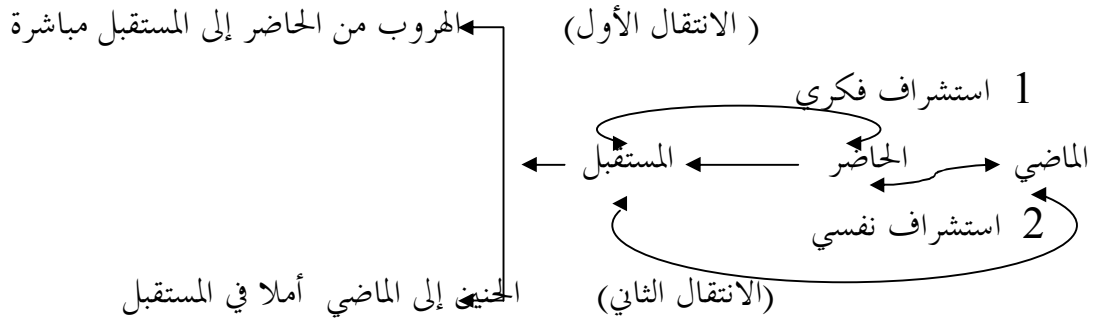 ( الانتقال الأول) الهروب من الحاضر إلى المستقبل مباشرة
1 استشراف فكري
الماضي الحاضر المستقبل
2 استشراف نفسي
(الانتقال الثاني) الحنين إلى الماضي أملا في المستقبل